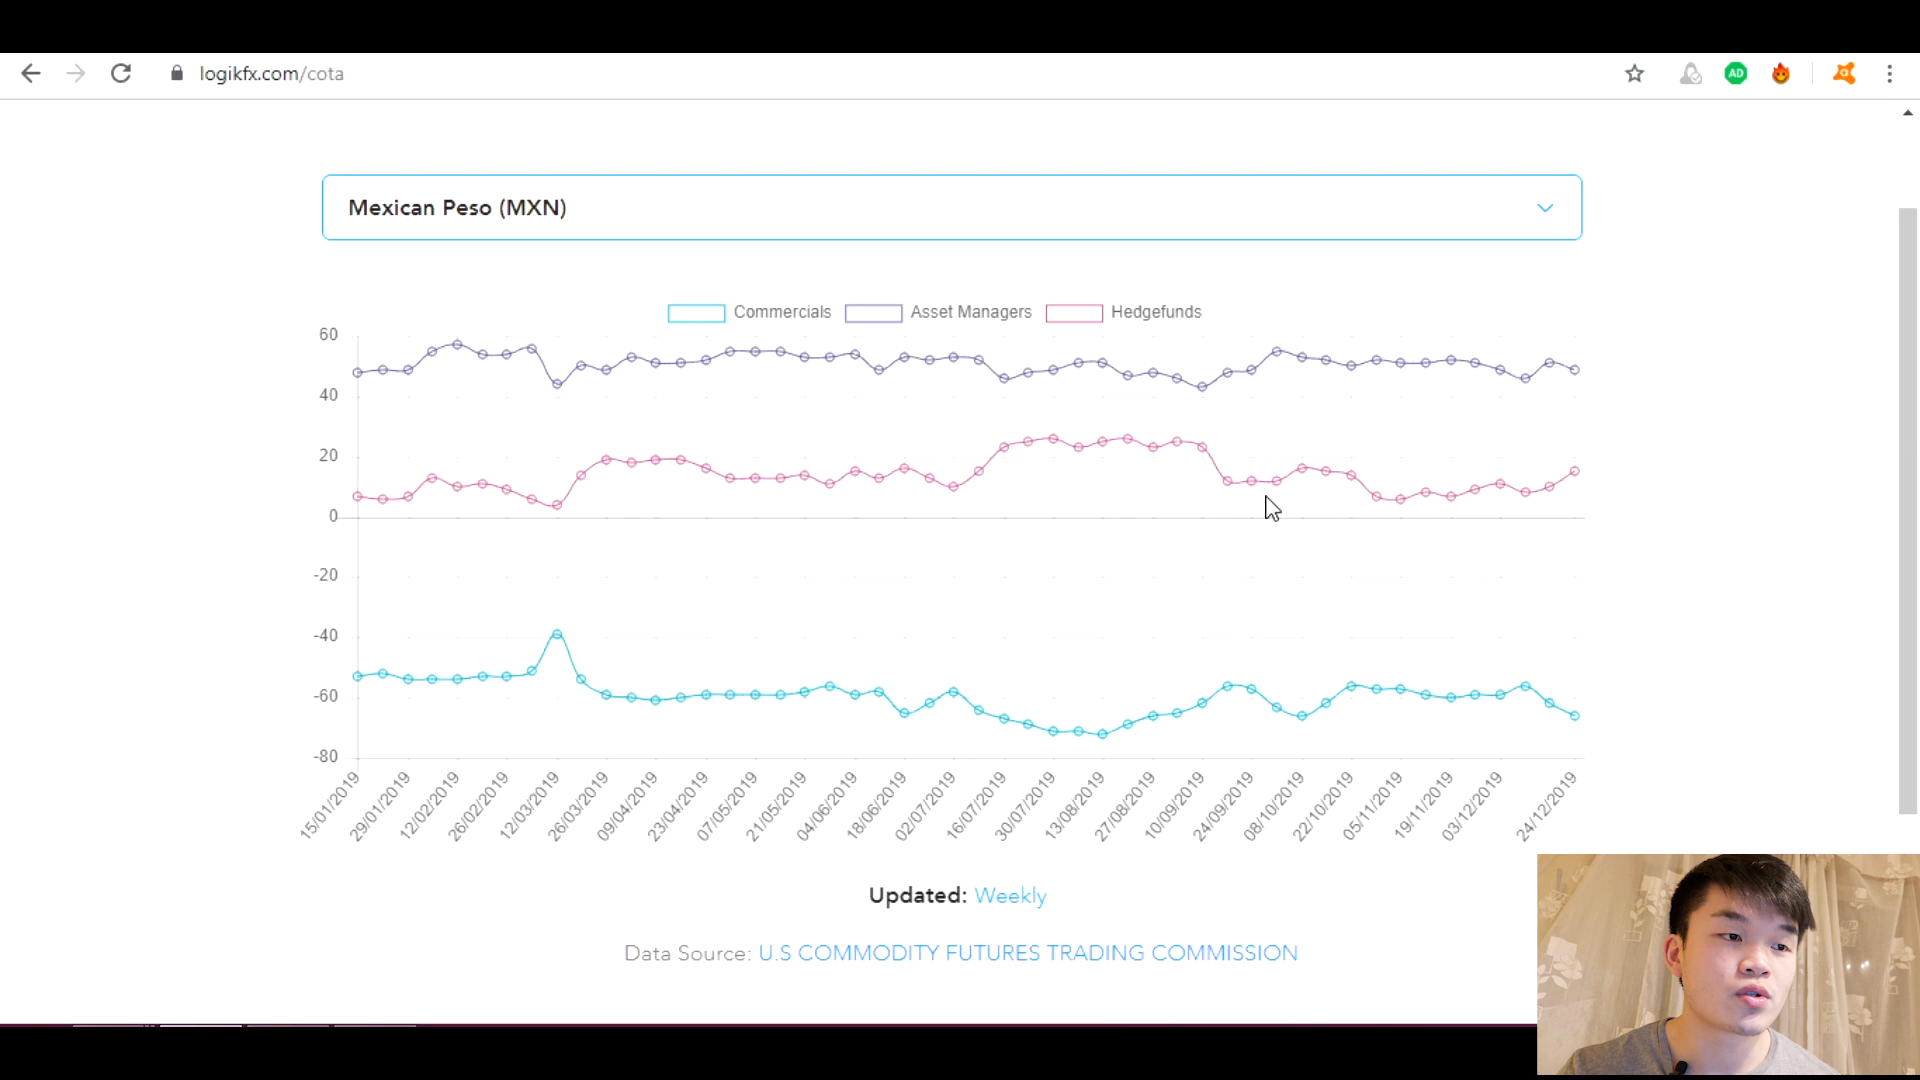 logikfx.com/cota
AD
Mexican Peso (MXN)
Commercials Asset Managers Hedgefunds
60
40
20
0
-20
-40
-60
-80
15/01/2019 29/01/2019 12/02/2019 26/02/2019 12/03/2019 26/03/2019 09/04/2019 23/04/2019 07/05/2019 21/05/2019 04/06/2019 18/06/2019 02/07/2019 16/07/2019 30/07/2019 13/08/2019 27/08/2019 10/09/2019 24/09/2019 08/10/2019 22/10/2019 05/11/2019 19/11/2019 03/12/2019 24/12/2019
Updated: Weekly
Data Source: U.S COMMODITY FUTURES TRADING COMMISSION